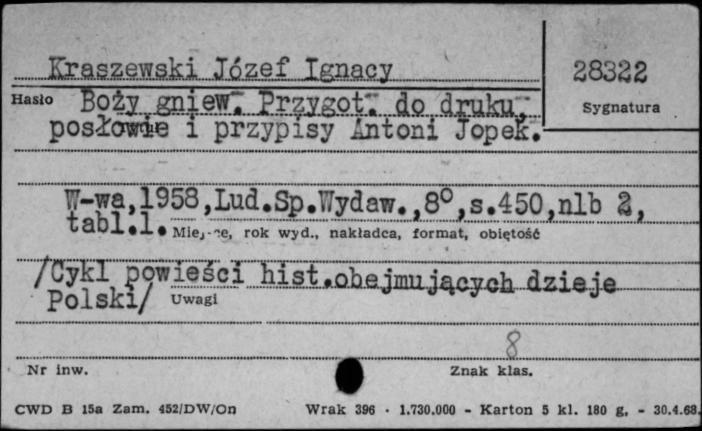 Kraszewski Józef Ignacy
28322
Hasło Boży gniew. Przygot. do druku,
Sygnatura
posłowie i przypisy Antoni Jopek.
W-wa,1958,Lud.Sp.Wydaw.,8°,s.450,nlb 2,
tabl.1.
Miejsce, rok wyd., nakładca, format, obiętość
/Cykl powieści hist.obejmujących dzieje
Polski/ Uwagi
8
Nr inw.
Znak klas.
CWD B 15a Zam. 452/DW/On Wrak 396 · 1.730.000 - Karton 5 kl. 180 g. - 30.4.68.